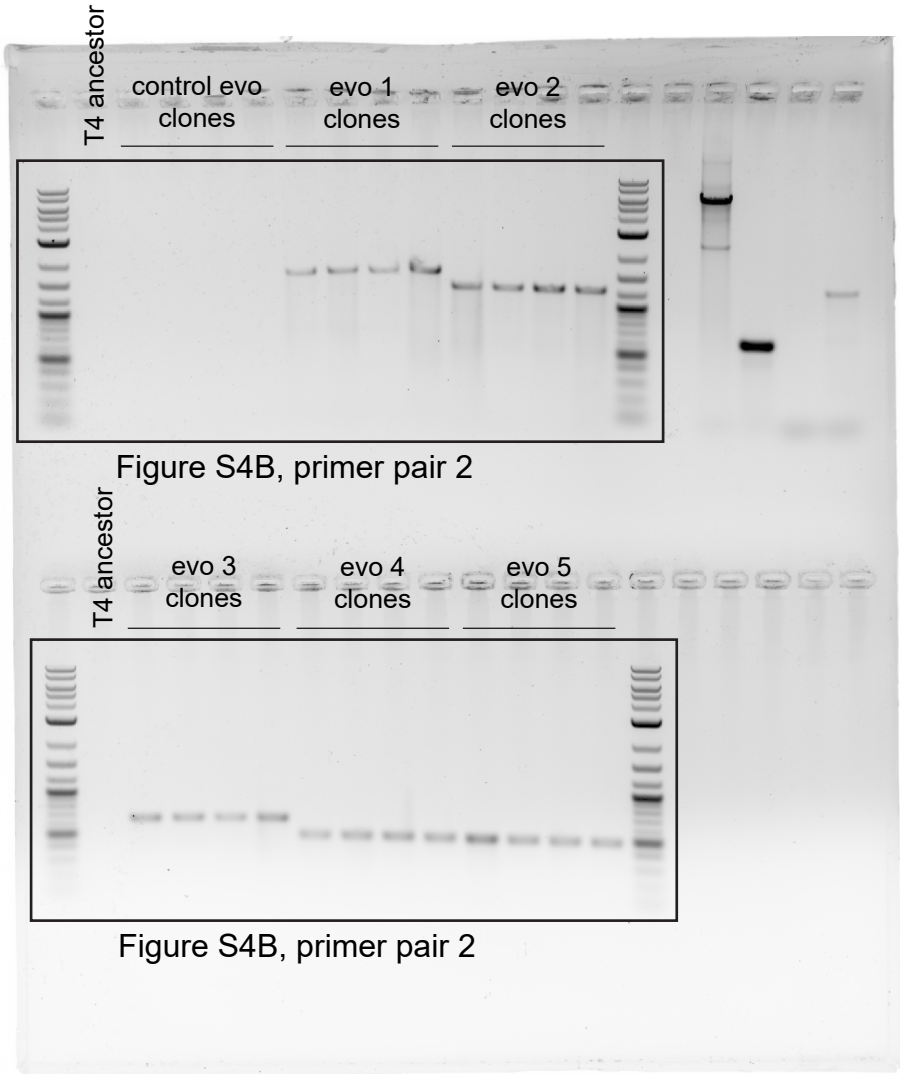 T4 ancestor
control evo
clones
evo 1
clones
evo 2
clones
Figure S4B, primer pair 2
T4 ancestor
evo 3
clones
evo 4
clones
evo 5
clones
Figure S4B, primer pair 2